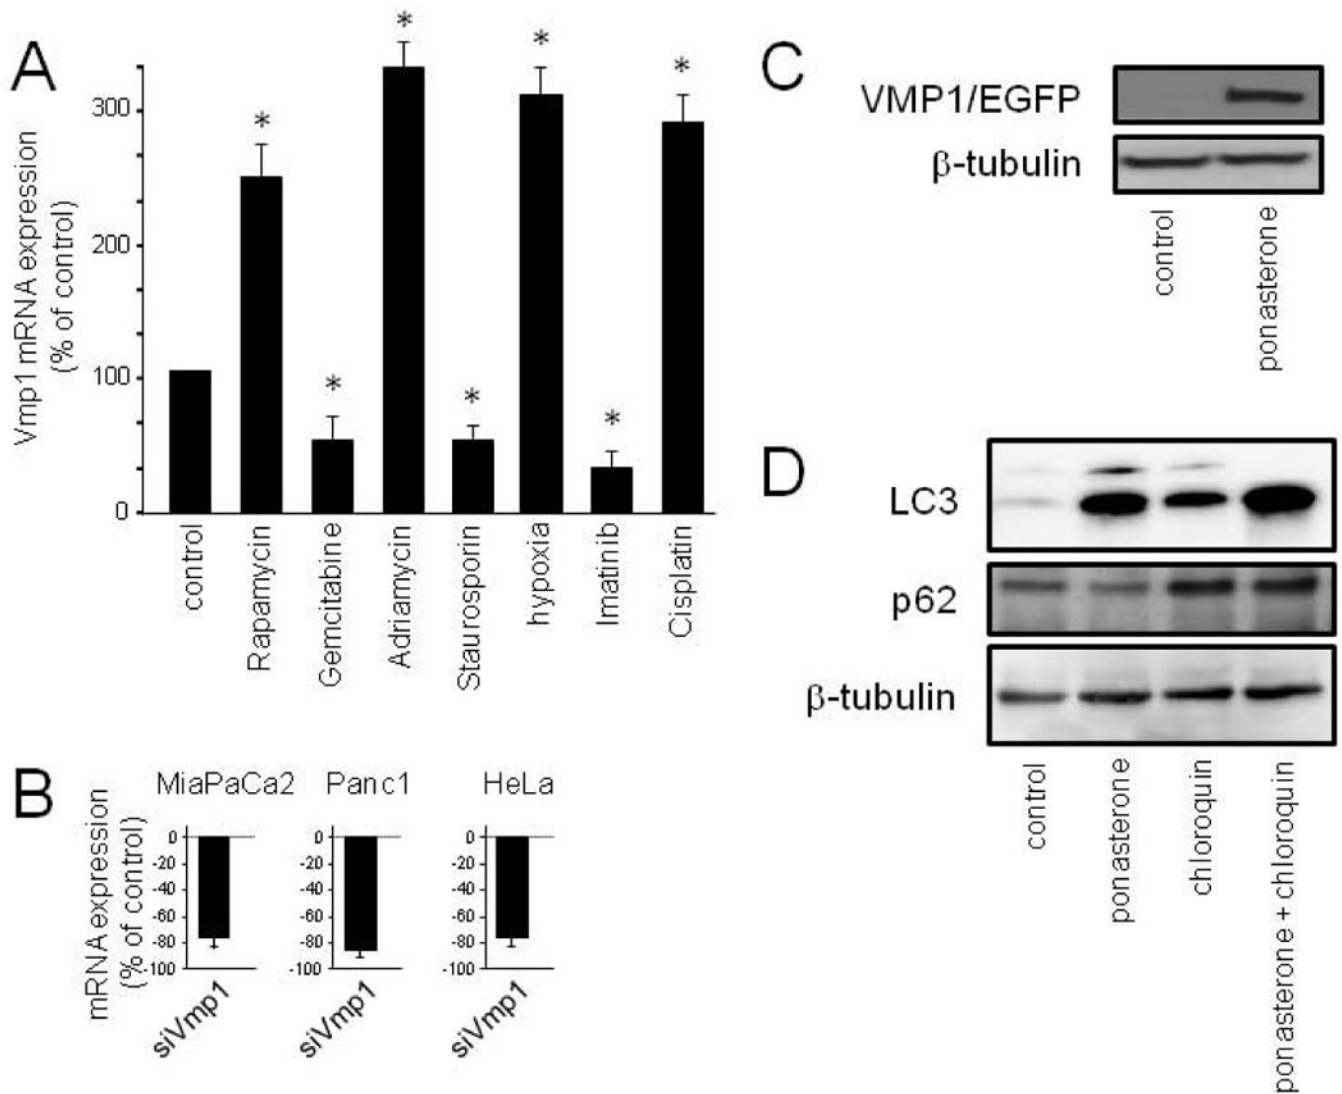 A
Vmp1 mRNA expression
(% of control)
300
200
100
0
*
*
*
*
*
*
*
control
Rapamycin
Gemcitabine
Adriamycin
Staurosporin
hypoxia
Imatinib
Cisplatin
B
mRNA expression
(% of control)
MiaPaCa2
0
-20
-40
-60
-80
-100
siVmp1
Panc1
0
-20
-40
-60
-80
-100
siVmp1
HeLa
0
-20
-40
-60
-80
-100
siVmp1
C
VMP1/EGFP
β-tubulin
control
ponasterone
D
LC3
p62
β-tubulin
control
ponasterone
chloroquin
ponasterone + chloroquin